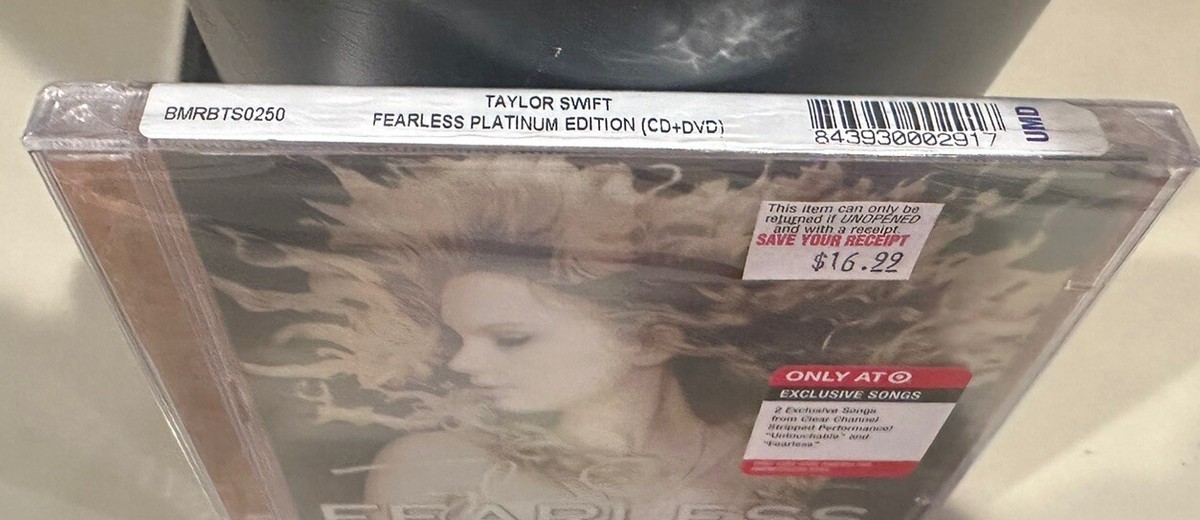 BMRBTS0250
TAYLOR SWIFT
FEARLESS PLATINUM EDITION (CD+DVD)
843930002917
UMD
This item can only be
returned if UNOPENED
and with a receipt.
SAVE YOUR RECEIPT
$16.22
ONLY AT
EXCLUSIVE SONGS
2 Exclusive Songs
from Clear Channel
Stripped Performance!
"Untouchable" and
"Fearless"
FEARLESS